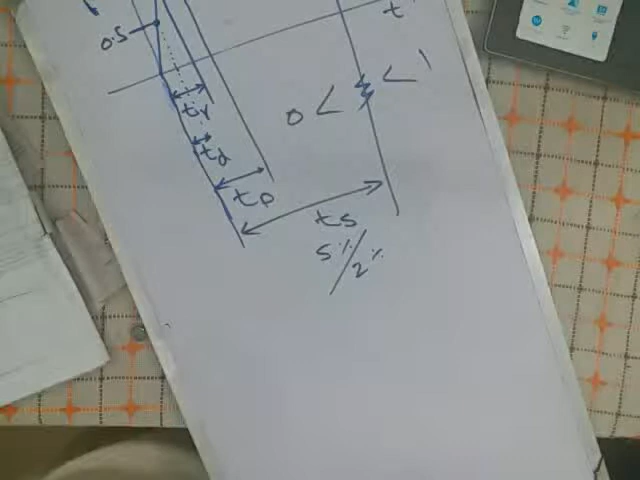 t
0.5
0 < ξ < 1
tr
td
tp
ts
5% / 2%